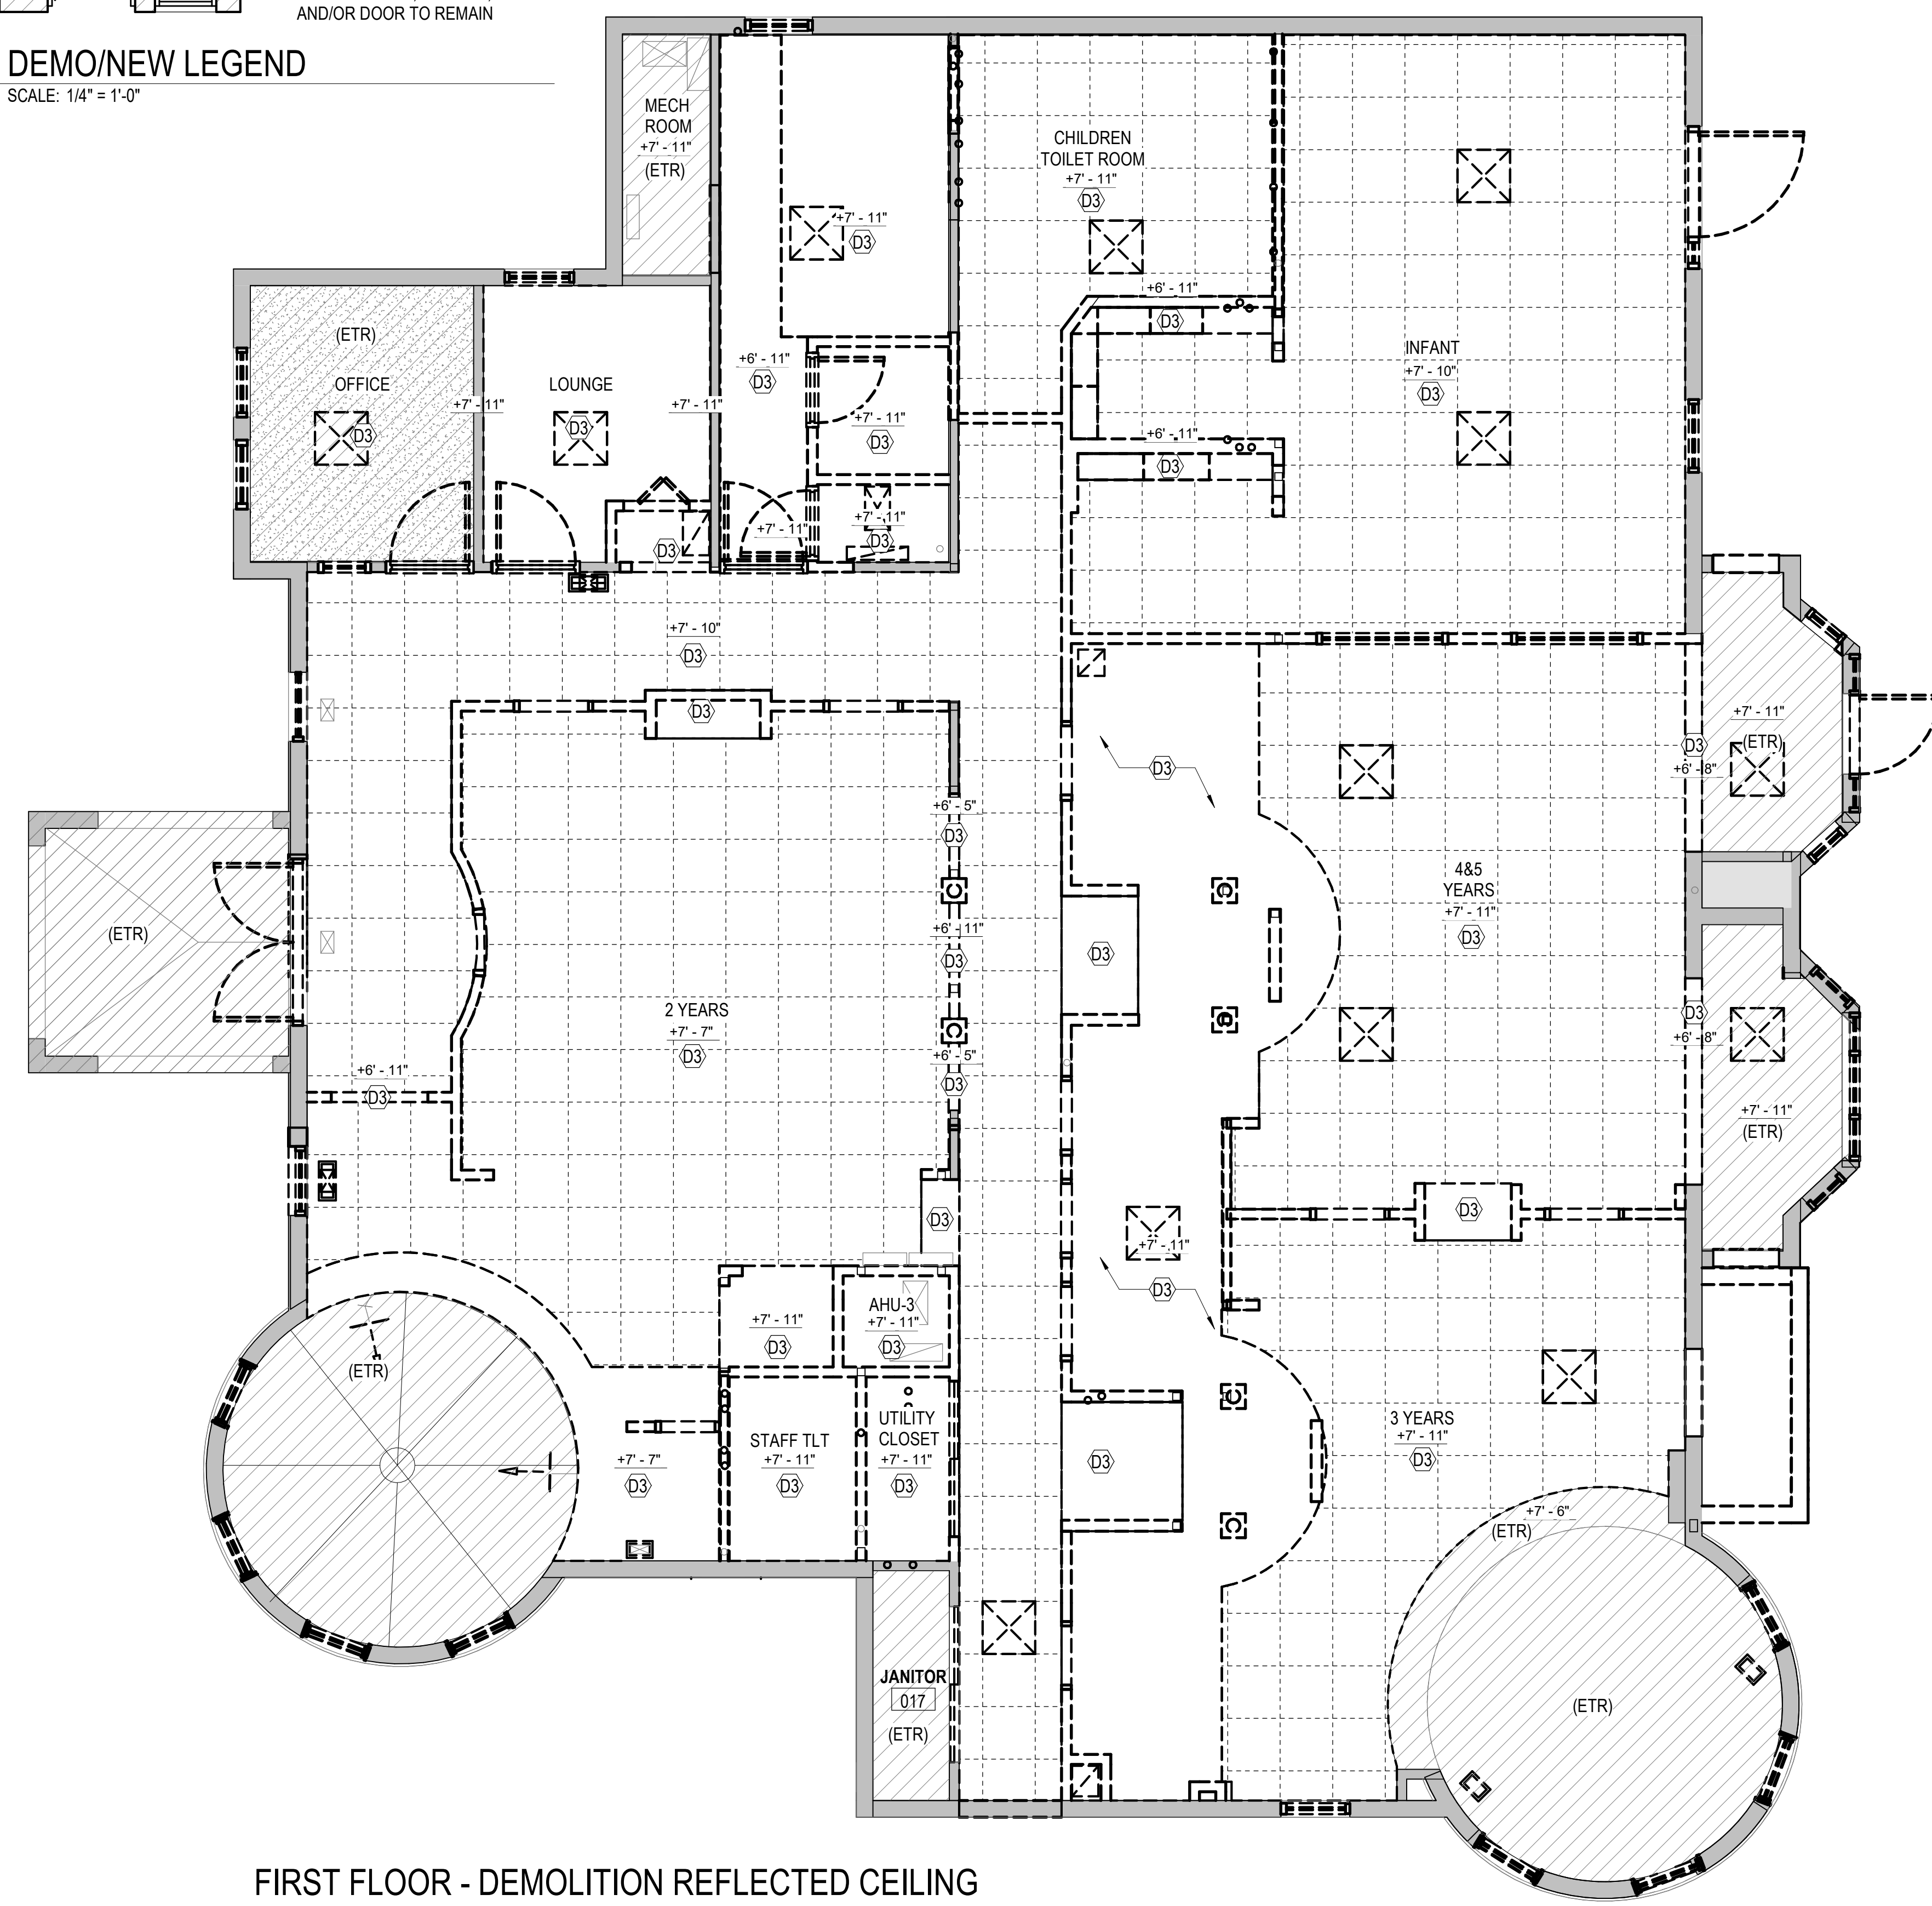 AND/OR DOOR TO REMAIN
DEMO/NEW LEGEND
SCALE: 1/4" = 1'-0"
MECH
ROOM
+7' - 11"
(ETR)
+7' - 11"
D3
CHILDREN
TOILET ROOM
+7' - 11"
D3
+6' - 11"
D3
INFANT
+7' - 10"
D3
(ETR)
OFFICE
D3
+7' - 11"
LOUNGE
D3
+7' - 11"
+6' - 11"
D3
+7' - 11"
D3
+6' - 11"
D3
D3
+7' - 11"
+7' - 11"
D3
+7' - 10"
D3
D3
D3
+7' - 11"
(ETR)
D3
+6' - 8"
+6' - 5"
D3
4&5
YEARS
+7' - 11"
D3
(ETR)
+6' - 11"
D3
D3
2 YEARS
+7' - 7"
D3
D3
+6' - 8"
+6' - 5"
D3
+6' - 11"
D3
+7' - 11"
(ETR)
D3
D3
+7' - 11"
D3
AHU-3
+7' - 11"
D3
+7' - 11"
D3
(ETR)
STAFF TLT
+7' - 11"
D3
UTILITY
CLOSET
+7' - 11"
D3
+7' - 7"
D3
D3
3 YEARS
+7' - 11"
D3
+7' - 6"
(ETR)
JANITOR
017
(ETR)
(ETR)
FIRST FLOOR - DEMOLITION REFLECTED CEILING